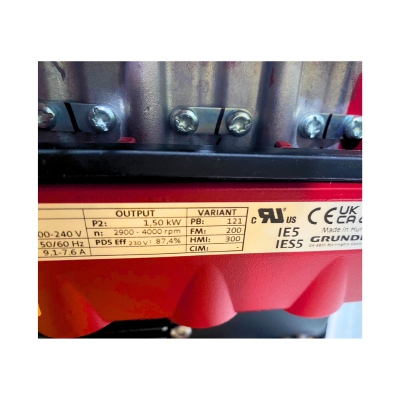 OUTPUT
P2: 1,50 kW
n: 2900 - 4000 rpm
PDS Eff 230 V: 87,4%
00-240 V
50/60 Hz
9.1-7.6 A
VARIANT
PB: 121
FM: 200
HMI: 300
CIM: -
C RU US
IE5
IES5
CE UK
CA
Made in Hun
GRUNDF